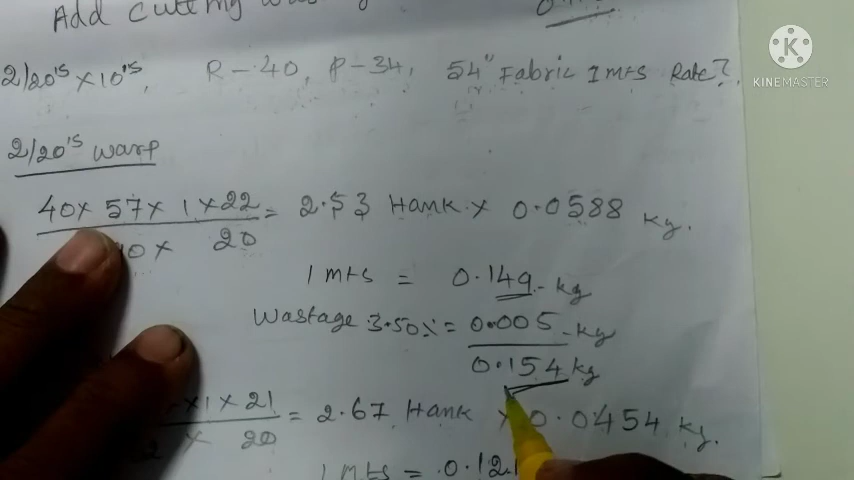 Add Cutting
2/20'S X 10'S, R - 40, P - 34, 54" Fabric 1 mts Rate?
KINEMASTER
2/20'S Warp
40 x 57 x 1 x 22 = 2.53 Hank x 0.0588 kg.
0 x 20
1 mts = 0.149 - kg
Wastage 3.50% = 0.005 - kg
0.154 kg
x 1 x 21 = 2.67 Hank x 0.0454 kg.
x 20
1 mts = 0.121